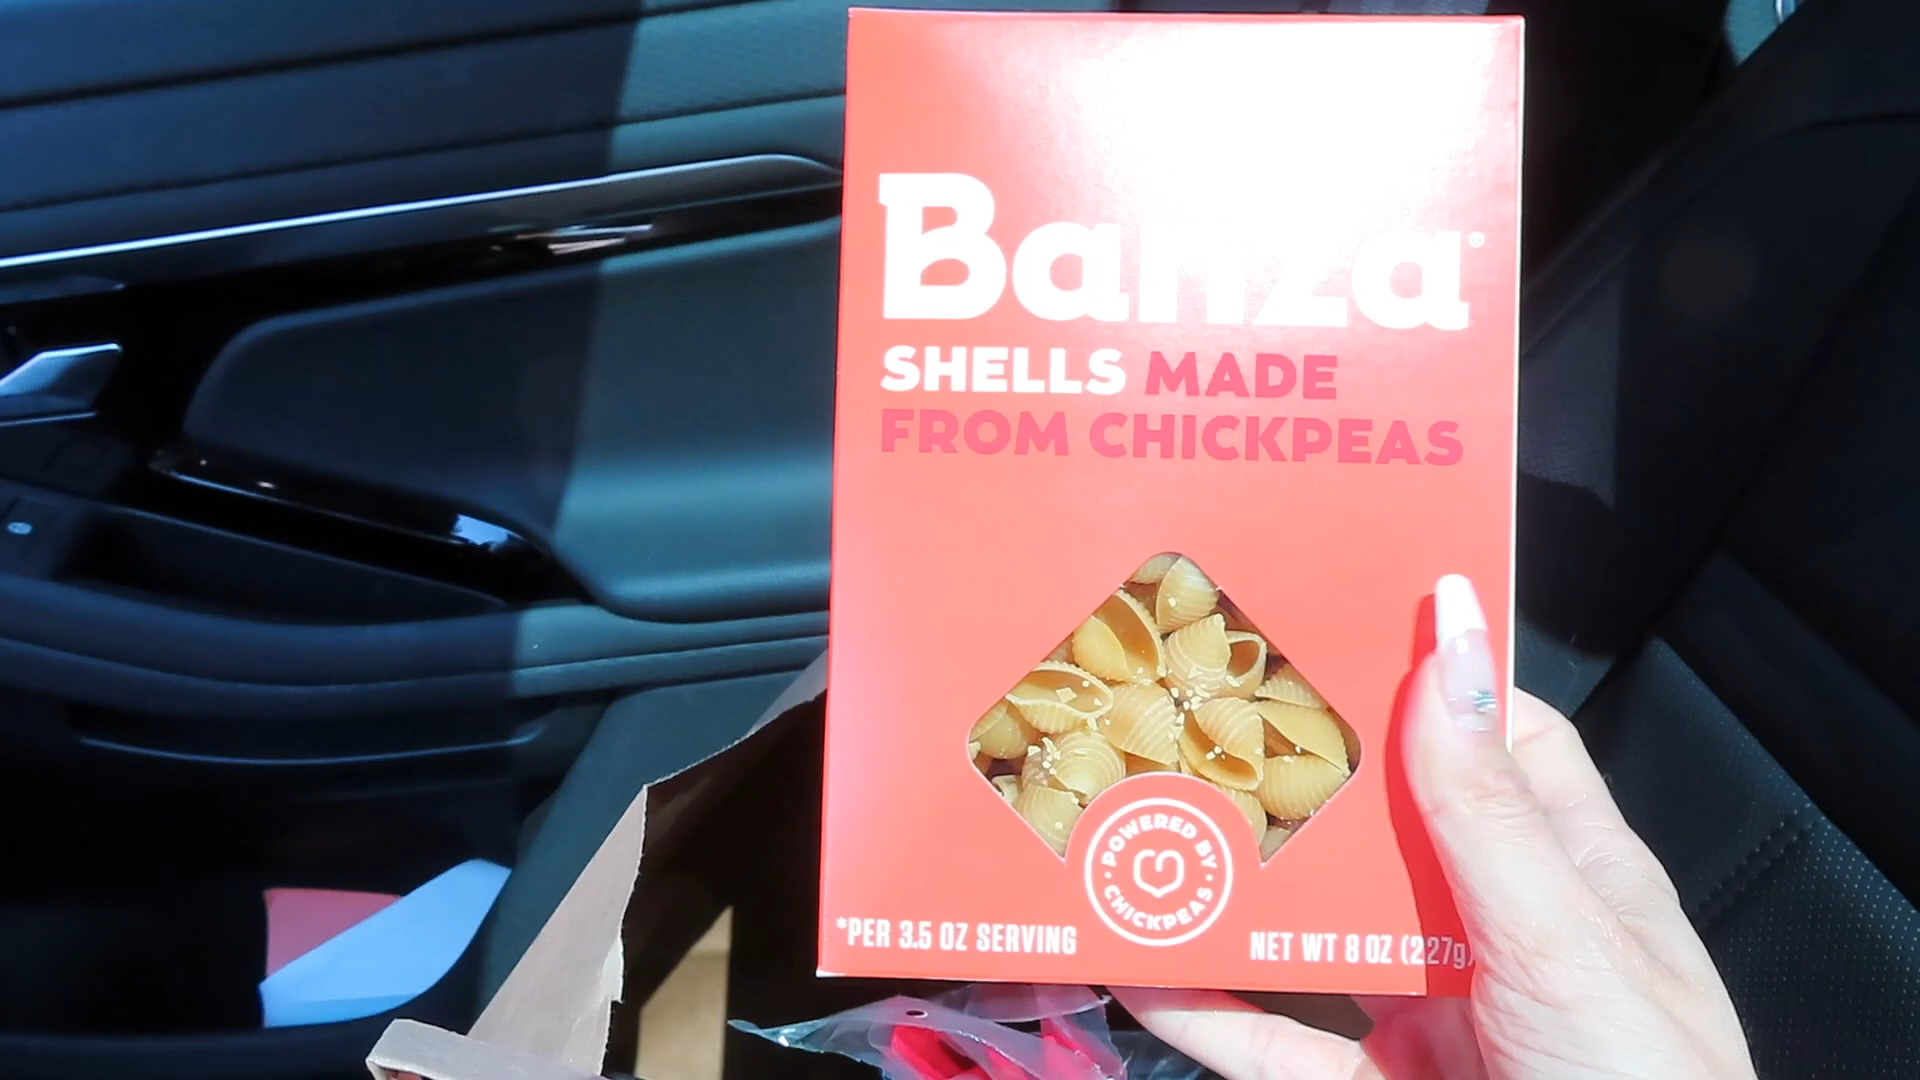 Banza
SHELLS MADE
FROM CHICKPEAS
POWERED BY
CHICKPEAS
*PER 3.5 OZ SERVING
NET WT 8 OZ (227g)